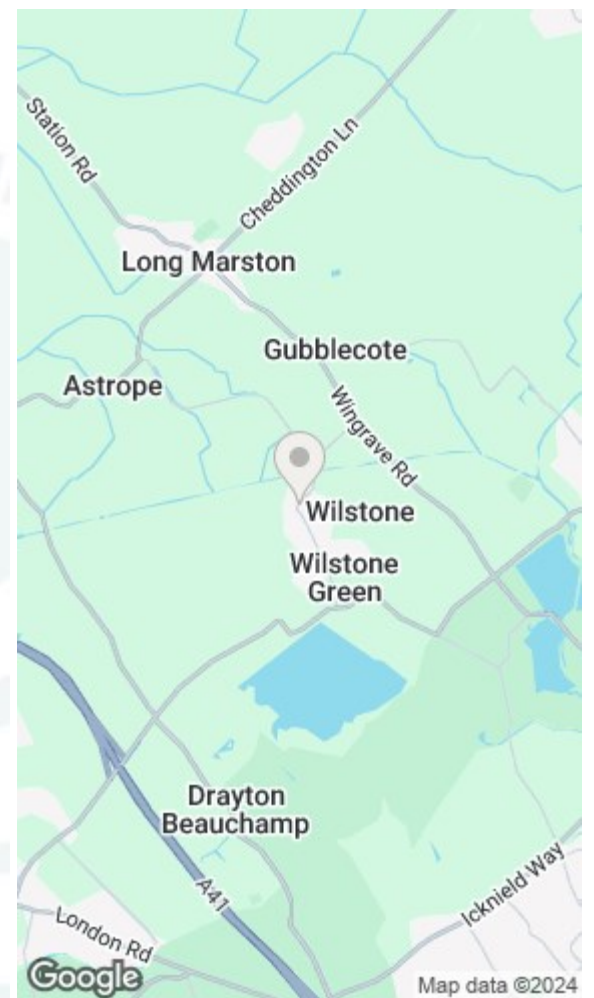 Station Rd
Cheddington Ln
Long Marston
Gubblecote
Astrope
Wingrave Rd
Wilstone
Wilstone
Green
Drayton
Beauchamp
A41
Icknield Way
London Rd
Google
Map data ©2024